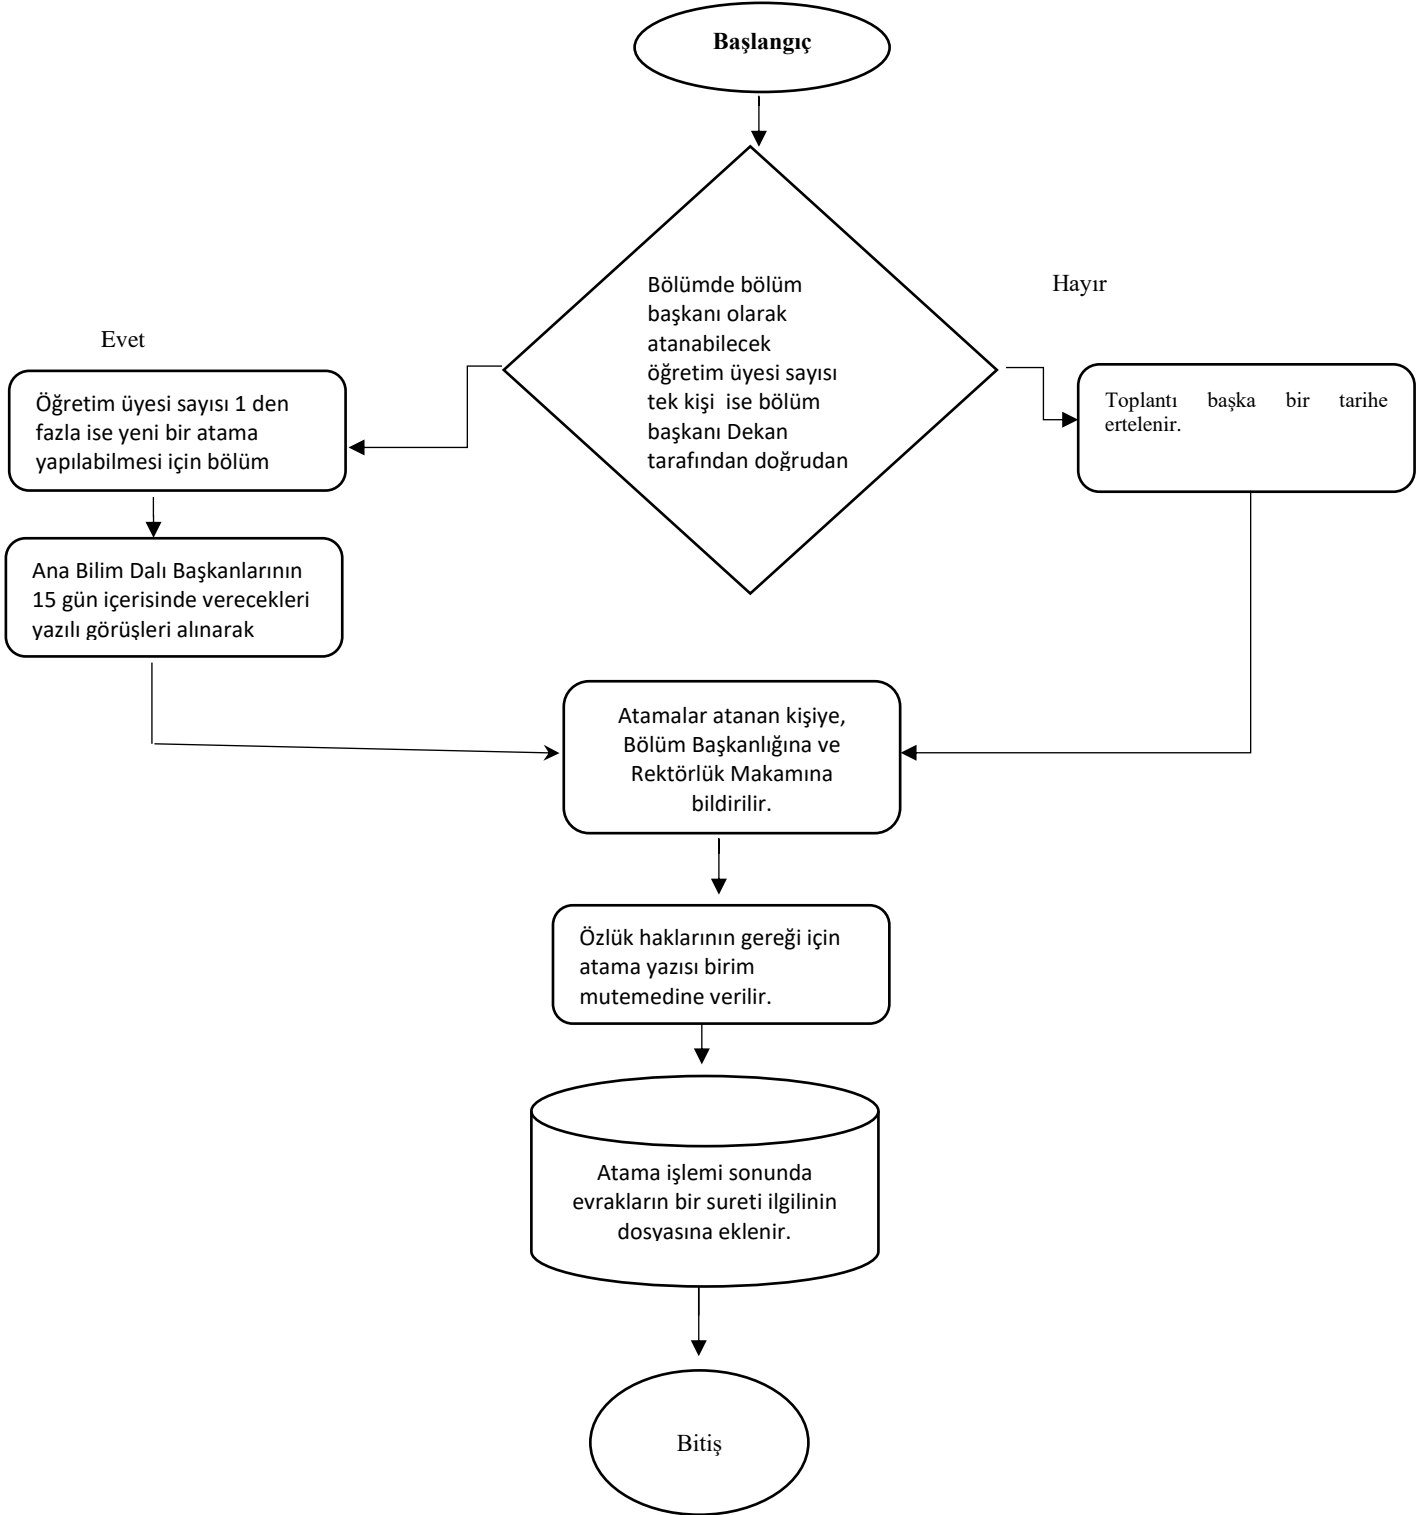 Başlangıç
Bölümde bölüm
başkanı olarak
atanabilecek
öğretim üyesi sayısı
tek kişi ise bölüm
başkanı Dekan
tarafından doğrudan
Hayır
Evet
Toplantı başka bir tarihe
ertelenir.
Öğretim üyesi sayısı 1 den
fazla ise yeni bir atama
yapılabilmesi için bölüm
Ana Bilim Dalı Başkanlarının
15 gün içerisinde verecekleri
yazılı görüşleri alınarak
Atamalar atanan kişiye,
Bölüm Başkanlığına ve
Rektörlük Makamına
bildirilir.
Özlük haklarının gereği için
atama yazısı birim
mutemedine verilir.
Atama işlemi sonunda
evrakların bir sureti ilgilinin
dosyasına eklenir.
Bitiş